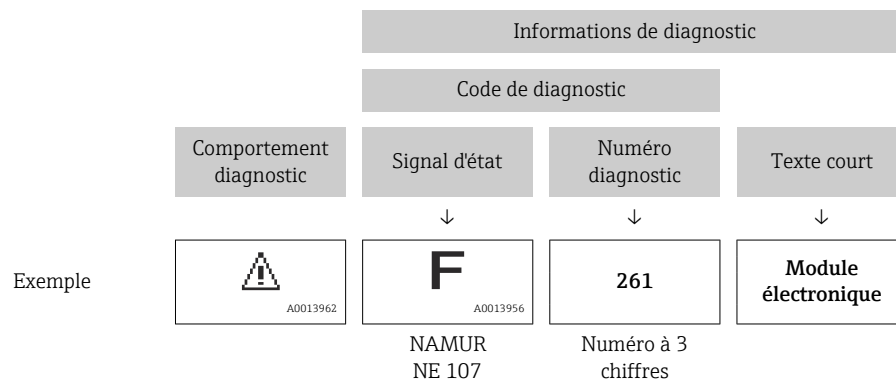 Informations de diagnostic
Code de diagnostic
Comportement
diagnostic
Signal d'état
Numéro
diagnostic
Texte court
↓ ↓ ↓
Exemple
A0013962
F
A0013956
261
Module
électronique
NAMUR
NE 107
Numéro à 3
chiffres